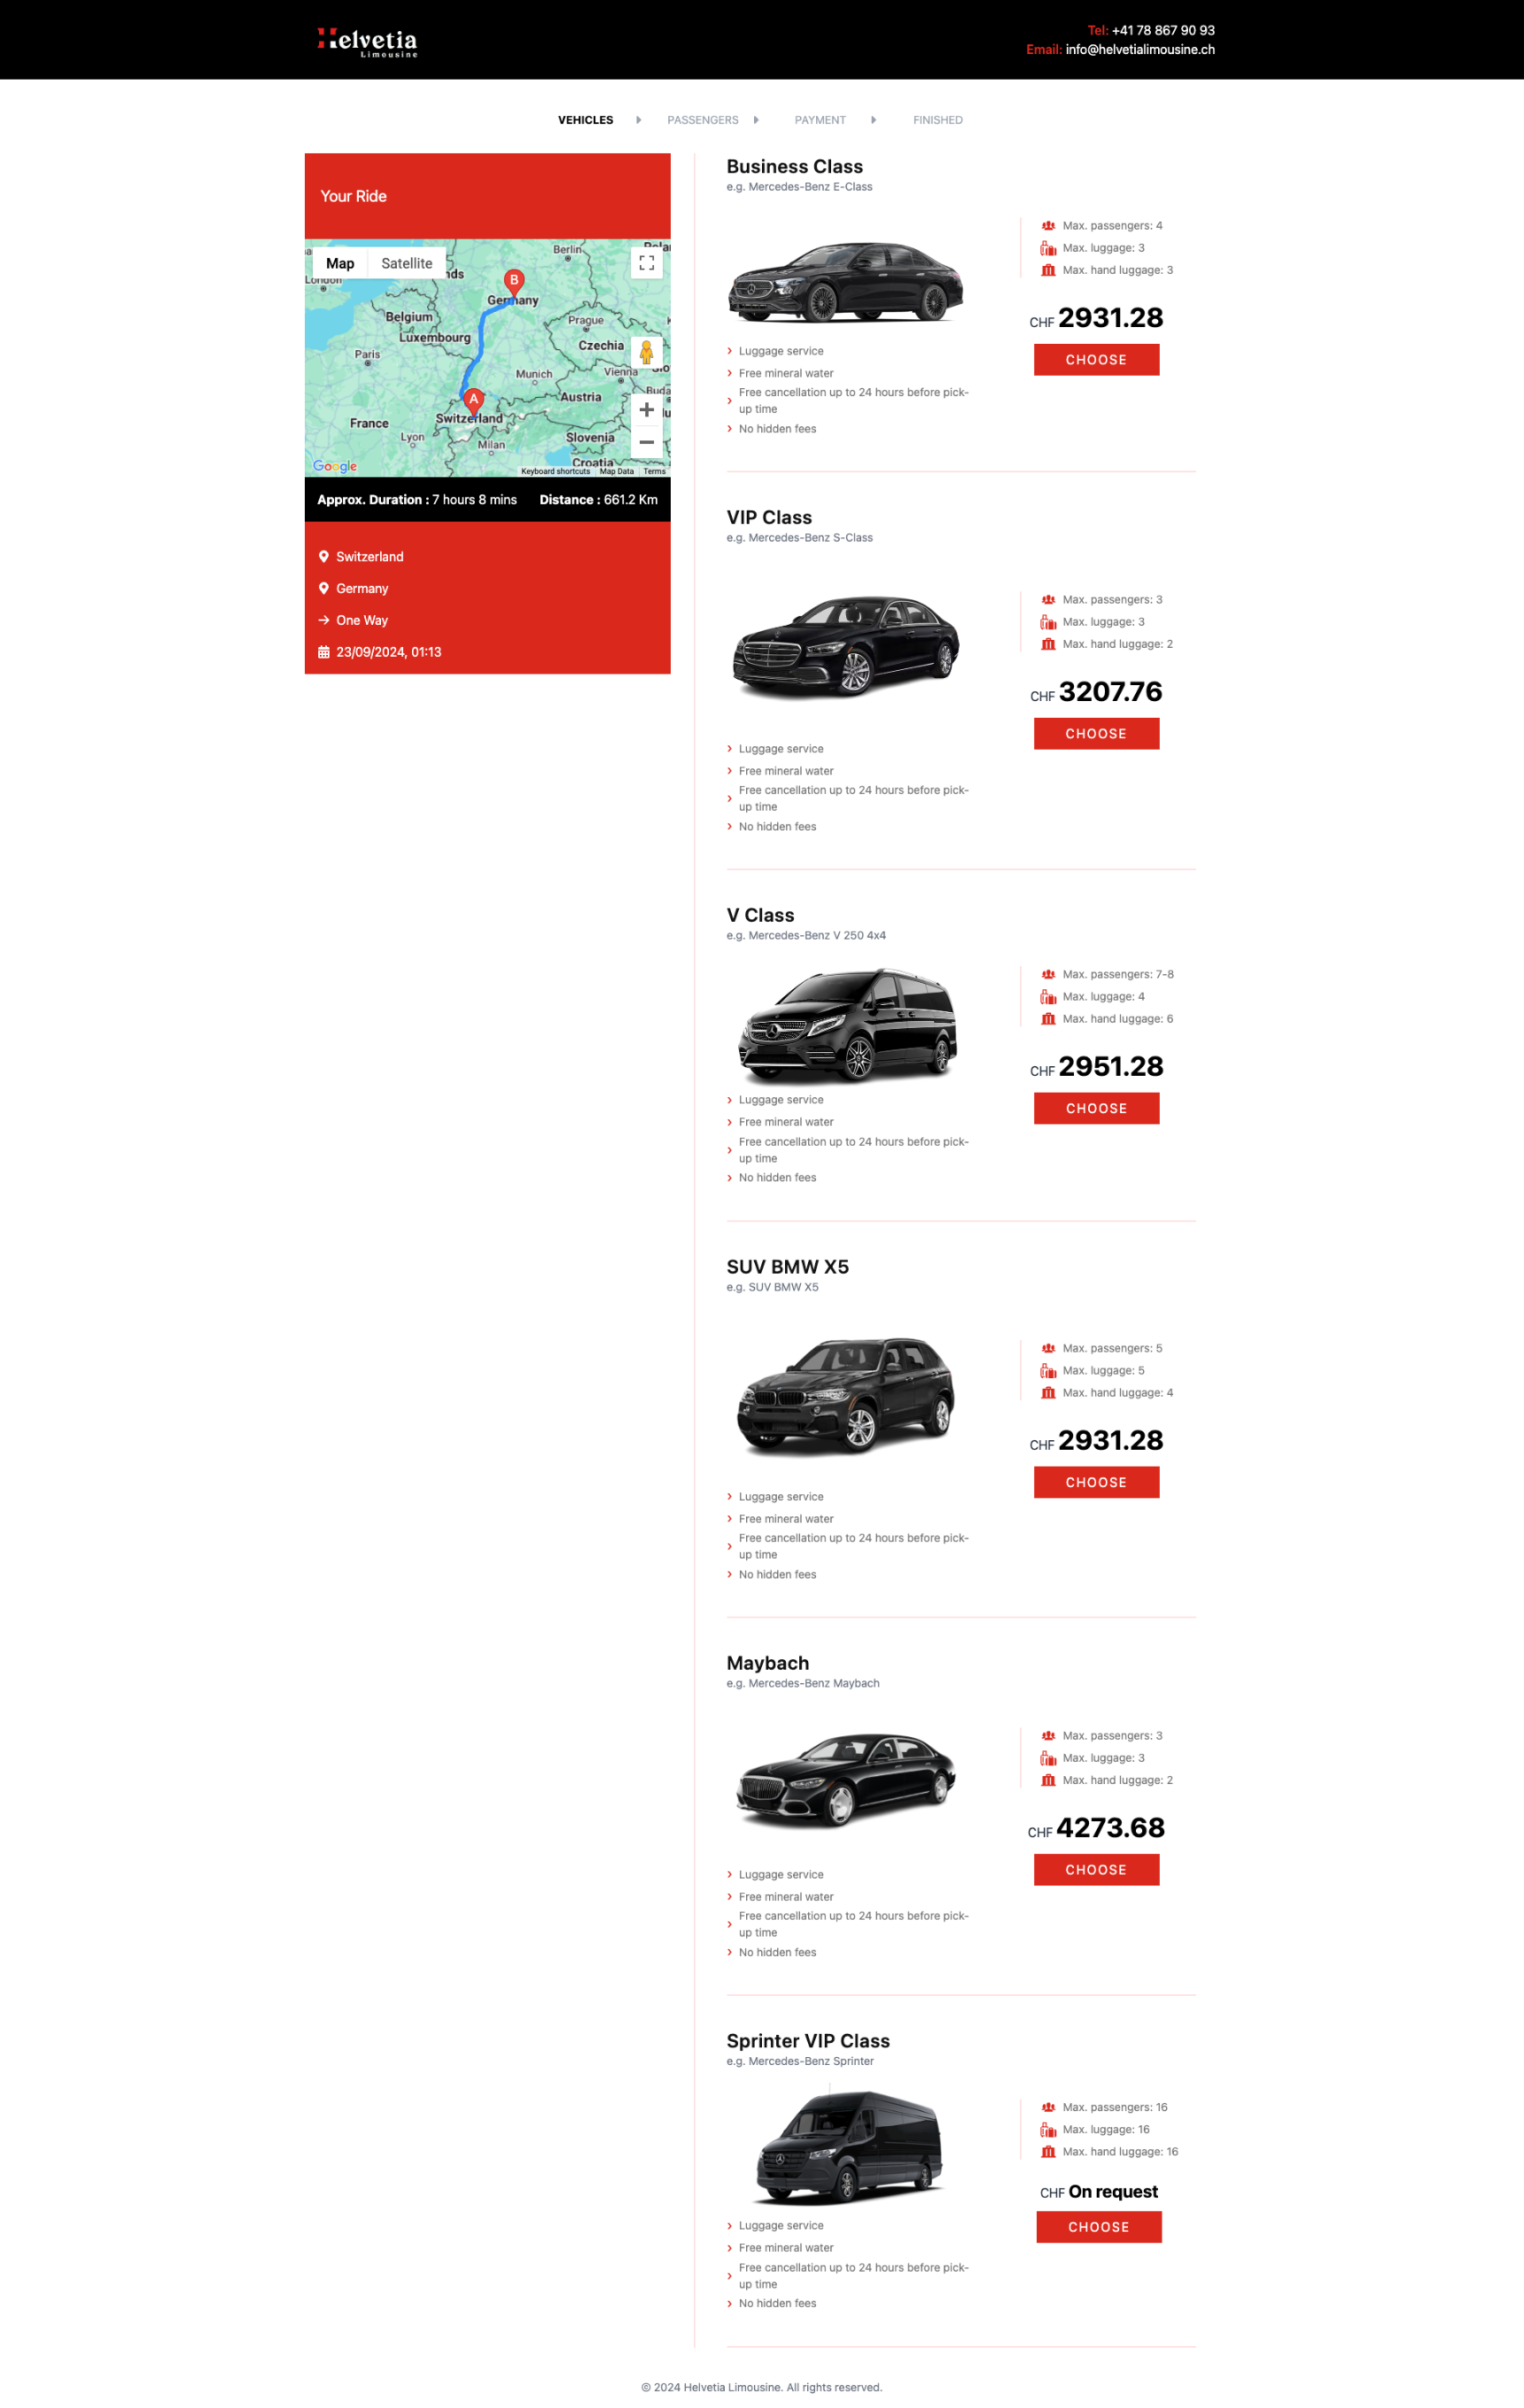 Helvetia
Limousine
Tel: +41 78 867 90 93
Email: info@helvetialimousine.ch
VEHICLES
PASSENGERS
PAYMENT
FINISHED
Your Ride
Map
Satellite
London
Berlin
Germany
B
Belgium
Luxembourg
Prague
Czechia
Paris
Munich
Vienna
Austria
A
Switzerland
France
Lyon
Milan
Slovenia
Croatia
Google
Keyboard shortcuts
Map Data
Terms
Approx. Duration : 7 hours 8 mins
Distance : 661.2 Km
Switzerland
Germany
One Way
23/09/2024, 01:13
Business Class
e.g. Mercedes-Benz E-Class
Max. passengers: 4
Max. luggage: 3
Max. hand luggage: 3
CHF 2931.28
CHOOSE
Luggage service
Free mineral water
Free cancellation up to 24 hours before pick-
up time
No hidden fees
VIP Class
e.g. Mercedes-Benz S-Class
Max. passengers: 3
Max. luggage: 3
Max. hand luggage: 2
CHF 3207.76
CHOOSE
Luggage service
Free mineral water
Free cancellation up to 24 hours before pick-
up time
No hidden fees
V Class
e.g. Mercedes-Benz V 250 4x4
Max. passengers: 7-8
Max. luggage: 4
Max. hand luggage: 6
CHF 2951.28
CHOOSE
Luggage service
Free mineral water
Free cancellation up to 24 hours before pick-
up time
No hidden fees
SUV BMW X5
e.g. SUV BMW X5
Max. passengers: 5
Max. luggage: 5
Max. hand luggage: 4
CHF 2931.28
CHOOSE
Luggage service
Free mineral water
Free cancellation up to 24 hours before pick-
up time
No hidden fees
Maybach
e.g. Mercedes-Benz Maybach
Max. passengers: 3
Max. luggage: 3
Max. hand luggage: 2
CHF 4273.68
CHOOSE
Luggage service
Free mineral water
Free cancellation up to 24 hours before pick-
up time
No hidden fees
Sprinter VIP Class
e.g. Mercedes-Benz Sprinter
Max. passengers: 16
Max. luggage: 16
Max. hand luggage: 16
CHF On request
CHOOSE
Luggage service
Free mineral water
Free cancellation up to 24 hours before pick-
up time
No hidden fees
© 2024 Helvetia Limousine. All rights reserved.